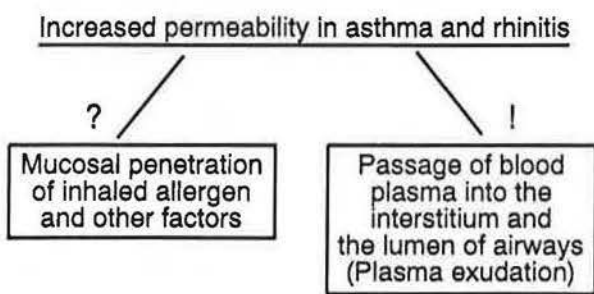 Increased permeability in asthma and rhinitis
?
!
Mucosal penetration
of inhaled allergen
and other factors
Passage of blood
plasma into the
interstitium and
the lumen of airways
(Plasma exudation)